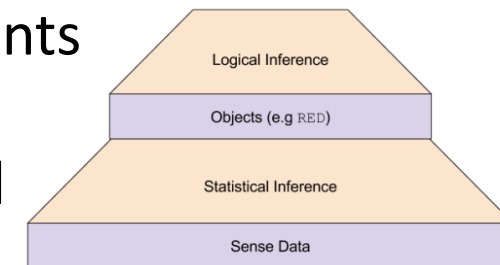 nts
Logical Inference
Objects (e.g RED)
Statistical Inference
Sense Data